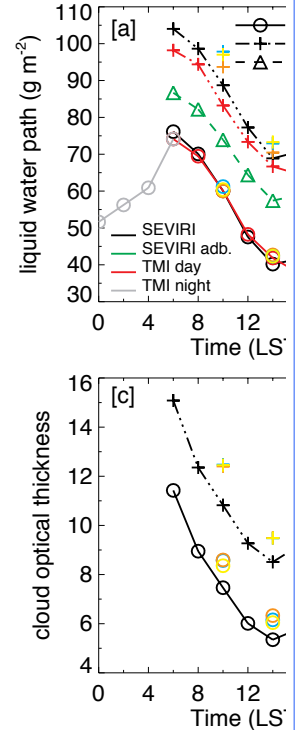 [a]
liquid water path (g m⁻²)
110
100
90
80
70
60
50
40
30
SEVIRI
SEVIRI adb.
TMI day
TMI night
0 4 8 12
Time (LST
[c]
cloud optical thickness
16
14
12
10
8
6
4
0 4 8 12
Time (LST